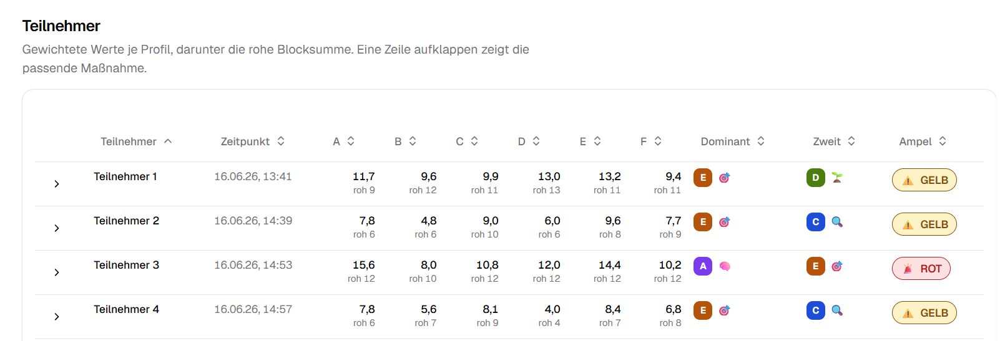 Teilnehmer
Gewichtete Werte je Profil, darunter die rohe Blocksumme. Eine Zeile aufklappen zeigt die
passende Maßnahme.
Teilnehmer Zeitpunkt A B C D E F Dominant Zweit Ampel
Teilnehmer 1 16.06.26, 13:41 11,7 9,6 9,9 13,0 13,2 9,4 E D GELB
roh 9 roh 12 roh 11 roh 13 roh 11 roh 11
Teilnehmer 2 16.06.26, 14:39 7,8 4,8 9,0 6,0 9,6 7,7 E C GELB
roh 6 roh 6 roh 10 roh 6 roh 8 roh 9
Teilnehmer 3 16.06.26, 14:53 15,6 8,0 10,8 12,0 14,4 10,2 A E ROT
roh 12 roh 10 roh 12 roh 12 roh 12 roh 12
Teilnehmer 4 16.06.26, 14:57 7,8 5,6 8,1 4,0 8,4 6,8 E C GELB
roh 6 roh 7 roh 9 roh 4 roh 7 roh 8